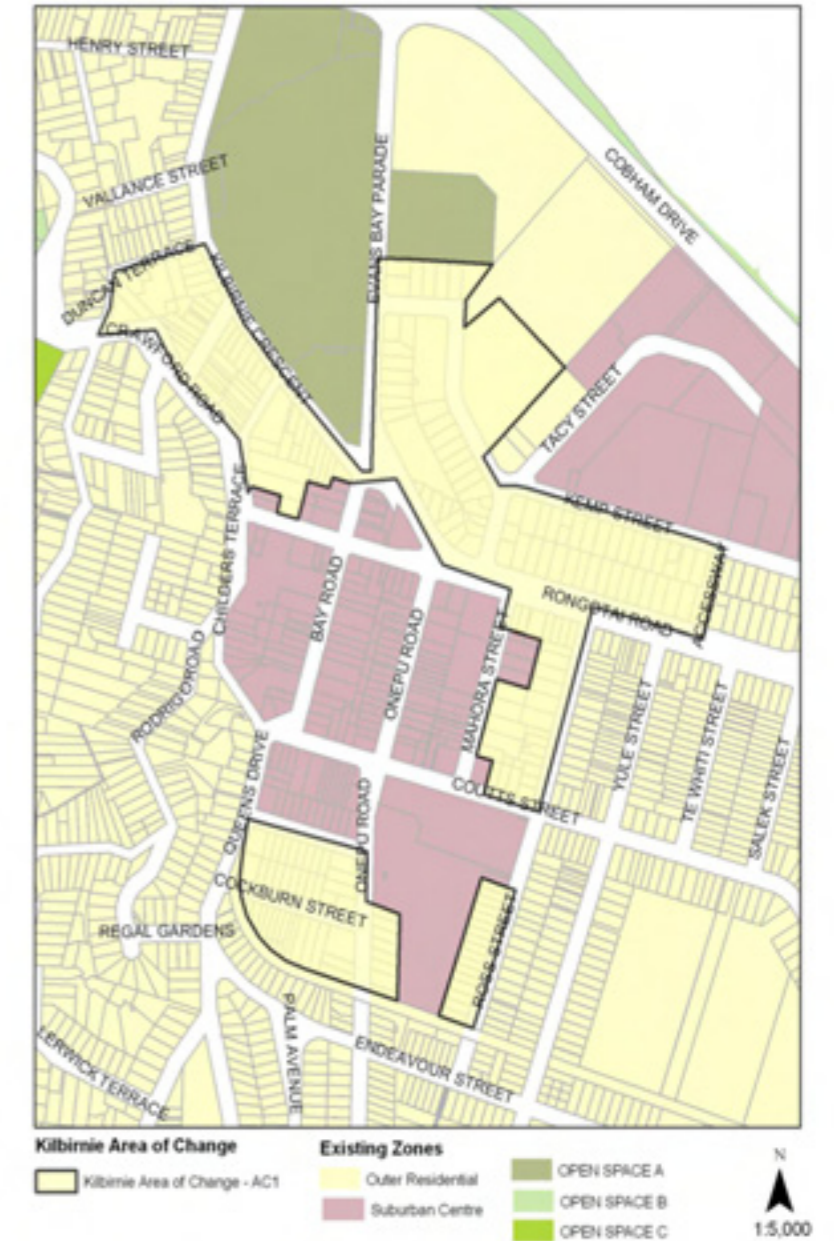 HENRY STREET
VALLANCE STREET
EVANS BAY PARADE
COBHAM DRIVE
DUNCAN TERRACE
KILBIRNIE CRESCENT
CRAWFORD ROAD
TACY STREET
KEMP STREET
CHILDERS TERRACE
BAY ROAD
RONGOTAI ROAD
ACCESSWAY
ONEPU ROAD
MAHORA STREET
RODRIGO ROAD
YULE STREET
TE WHITI STREET
SALEK STREET
QUEENS DRIVE
COUTTS STREET
ONEPU ROAD
COCKBURN STREET
REGAL GARDENS
ROSS STREET
PALM AVENUE
ENDEAVOUR STREET
LERWICK TERRACE
Kilbirnie Area of Change
Kilbirnie Area of Change - AC1
Existing Zones
Outer Residential
Suburban Centre
OPEN SPACE A
OPEN SPACE B
OPEN SPACE C
N
1:5,000